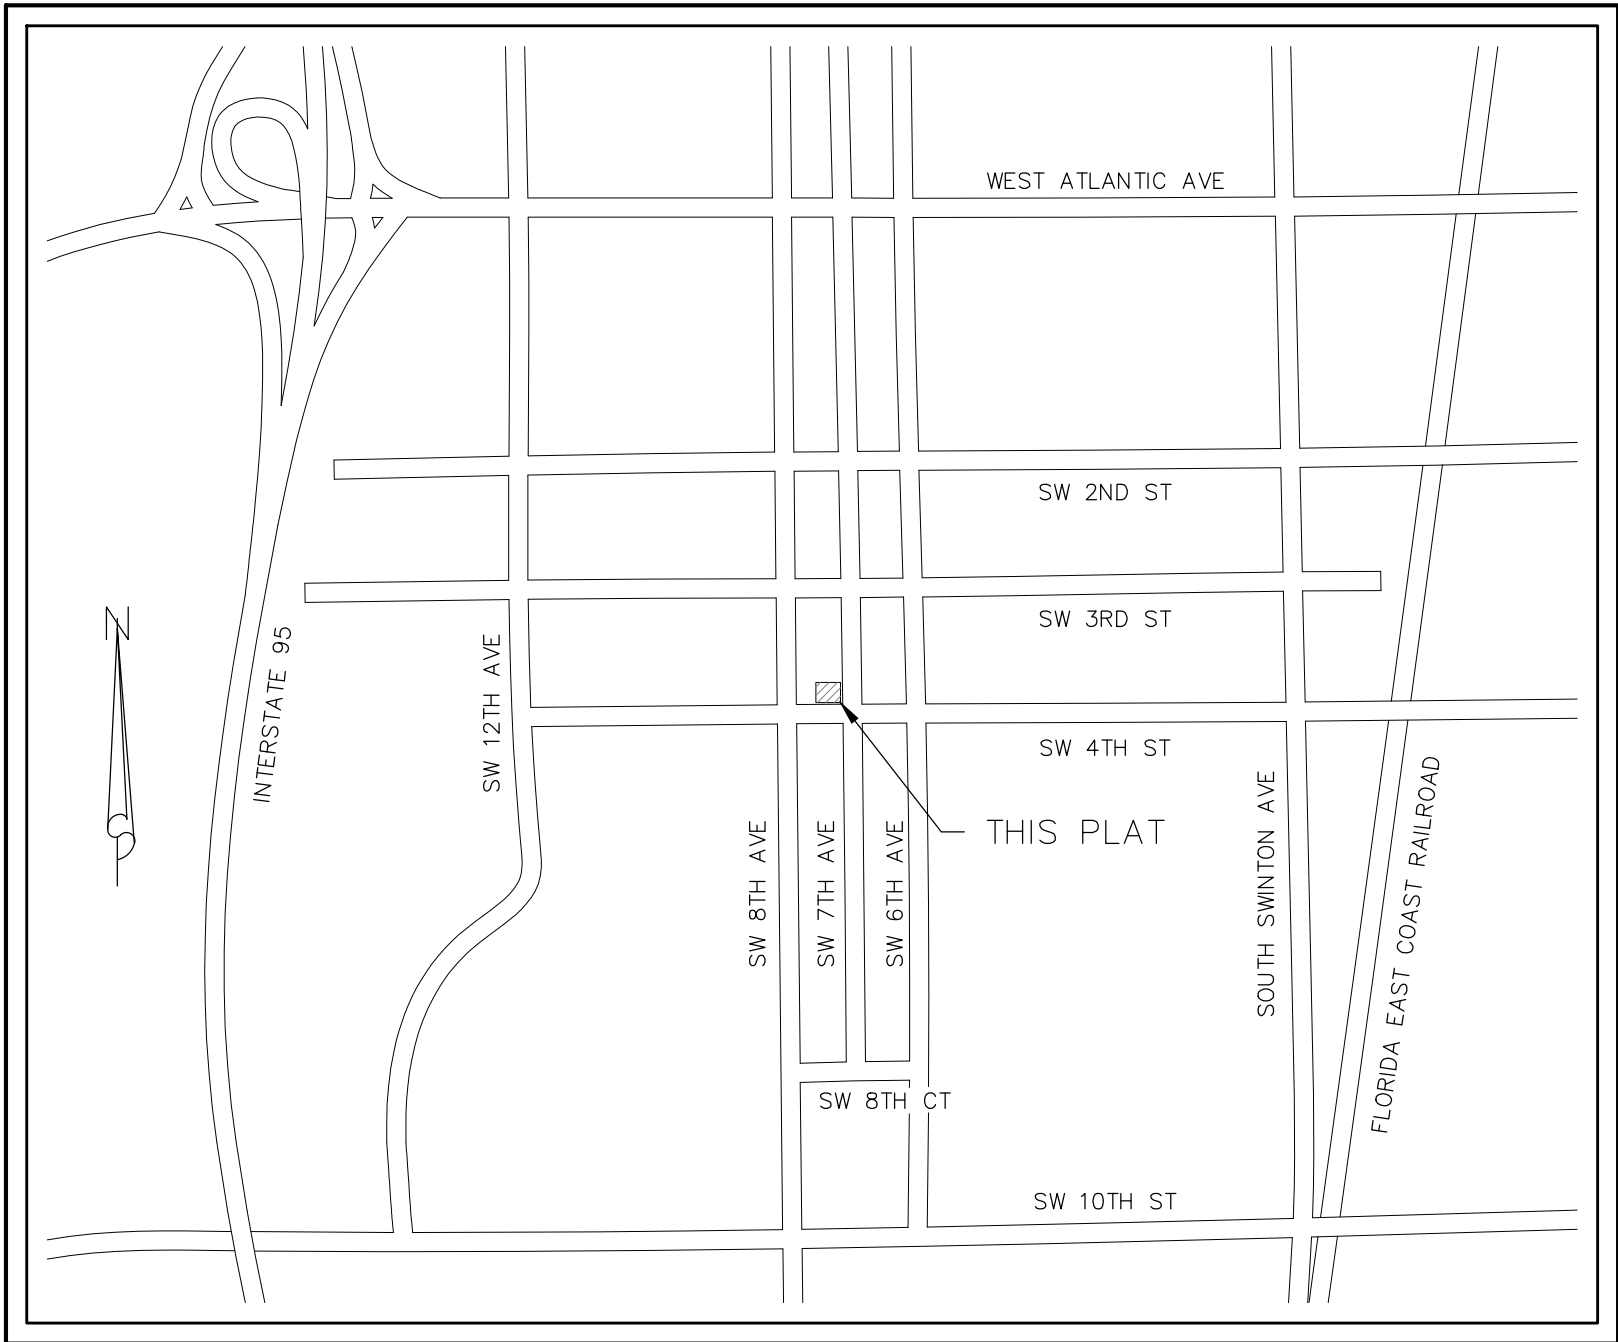 WEST ATLANTIC AVE
SW 2ND ST
N
SW 3RD ST
INTERSTATE 95
SW 12TH AVE
SW 4TH ST
THIS PLAT
SW 8TH AVE
SW 7TH AVE
SW 6TH AVE
SOUTH SWINTON AVE
FLORIDA EAST COAST RAILROAD
SW 8TH CT
SW 10TH ST